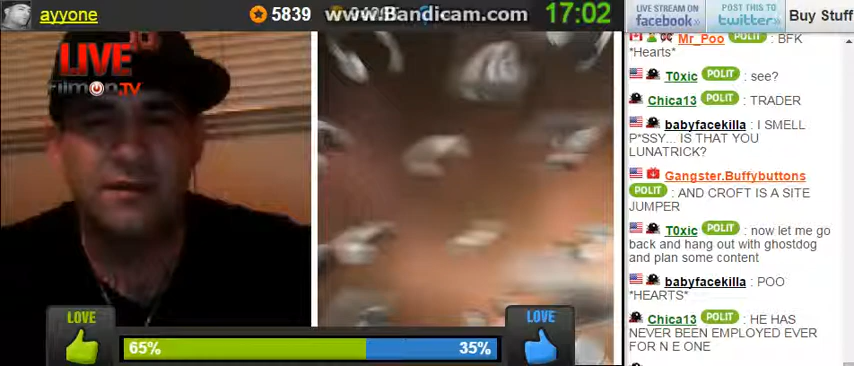 ayyone
5839
www.Bandicam.com
17:02
LIVE STREAM ON
facebook»
POST THIS TO
twitter»
Buy Stuff
LIVE
FilmOn.TV
Mr_Poo POLIT : BFK
*Hearts*
T0xic POLIT : see?
Chica13 POLIT : TRADER
babyfacekilla : I SMELL
P*SSY... IS THAT YOU
LUNATRICK?
Gangster.Buffybuttons
POLIT : AND CROFT IS A SITE
JUMPER
T0xic POLIT : now let me go
back and hang out with ghostdog
and plan some content
babyfacekilla : POO
*HEARTS*
Chica13 POLIT : HE HAS
NEVER BEEN EMPLOYED EVER
FOR N E ONE
LOVE
LOVE
65%
35%